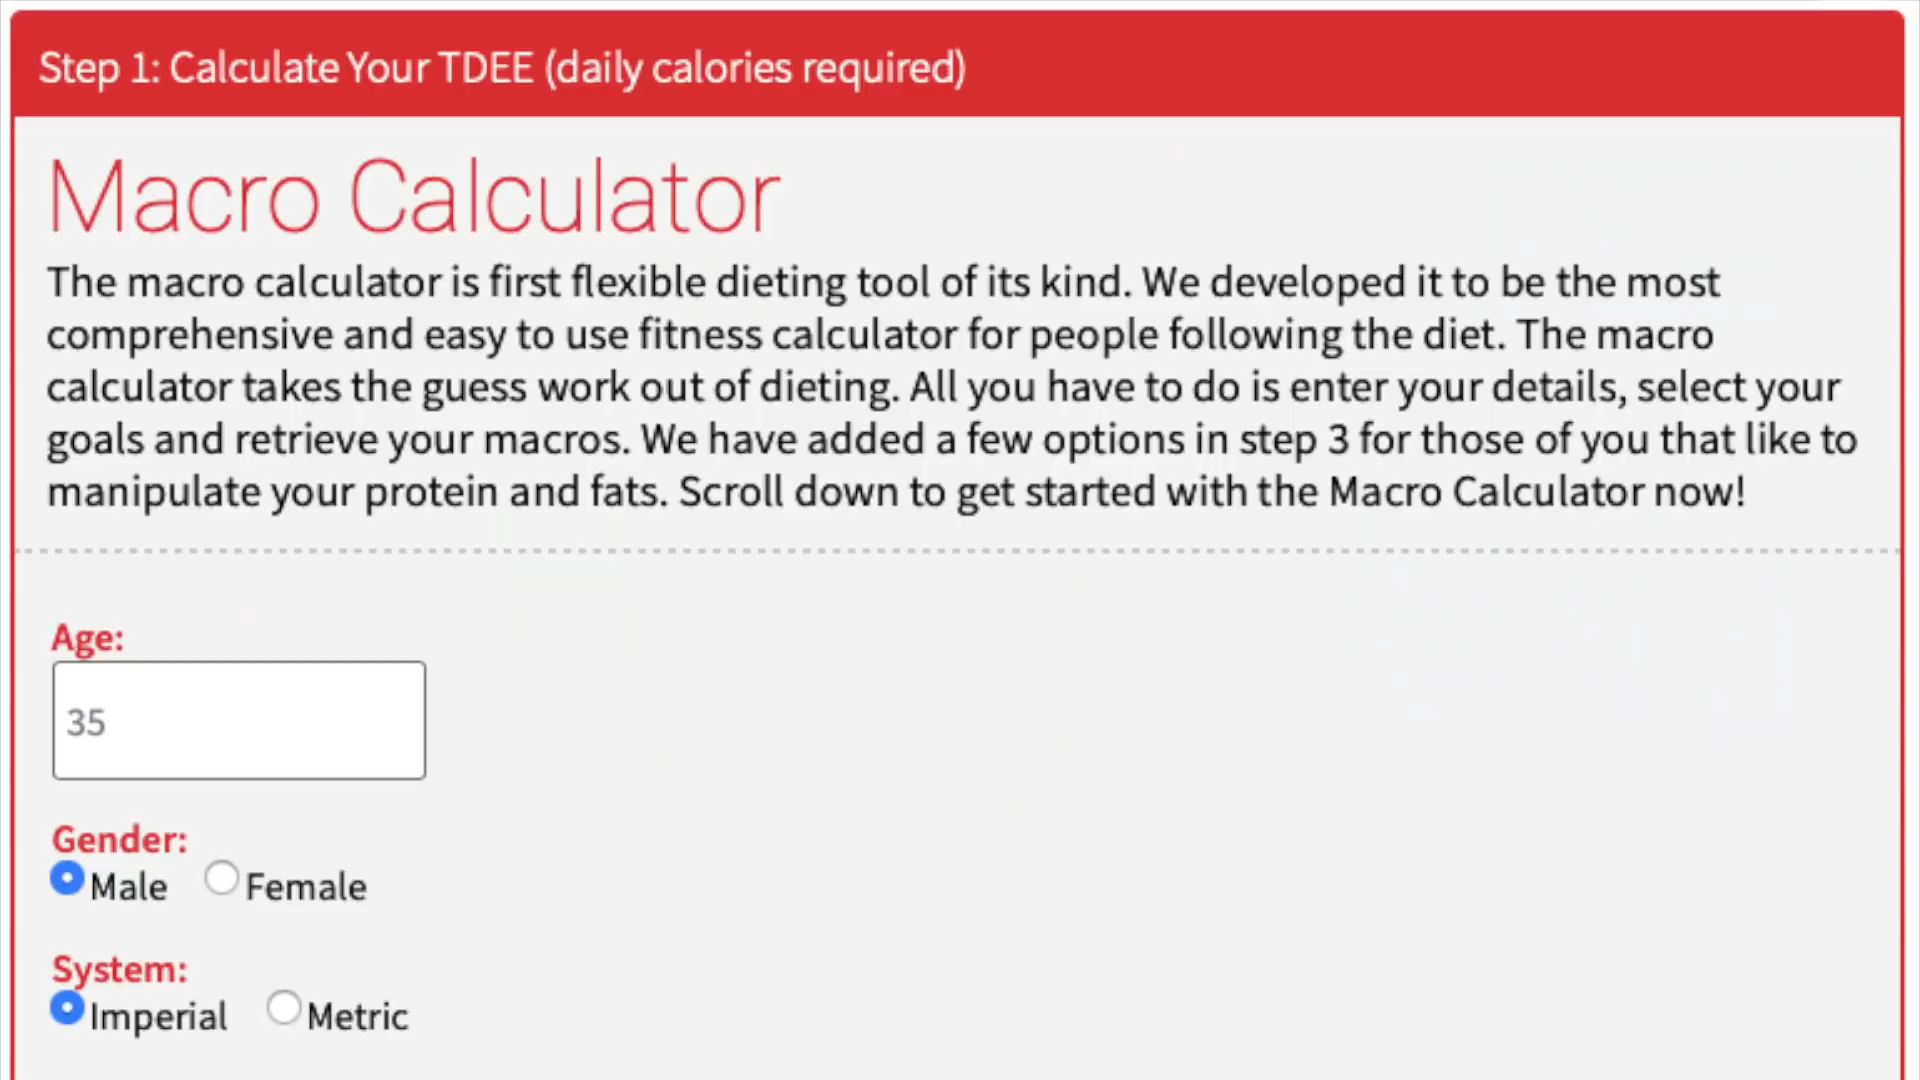 Step 1: Calculate Your TDEE (daily calories required)
Macro Calculator
The macro calculator is first flexible dieting tool of its kind. We developed it to be the most
comprehensive and easy to use fitness calculator for people following the diet. The macro
calculator takes the guess work out of dieting. All you have to do is enter your details, select your
goals and retrieve your macros. We have added a few options in step 3 for those of you that like to
manipulate your protein and fats. Scroll down to get started with the Macro Calculator now!
Age:
35
Gender:
Male Female
System:
Imperial Metric